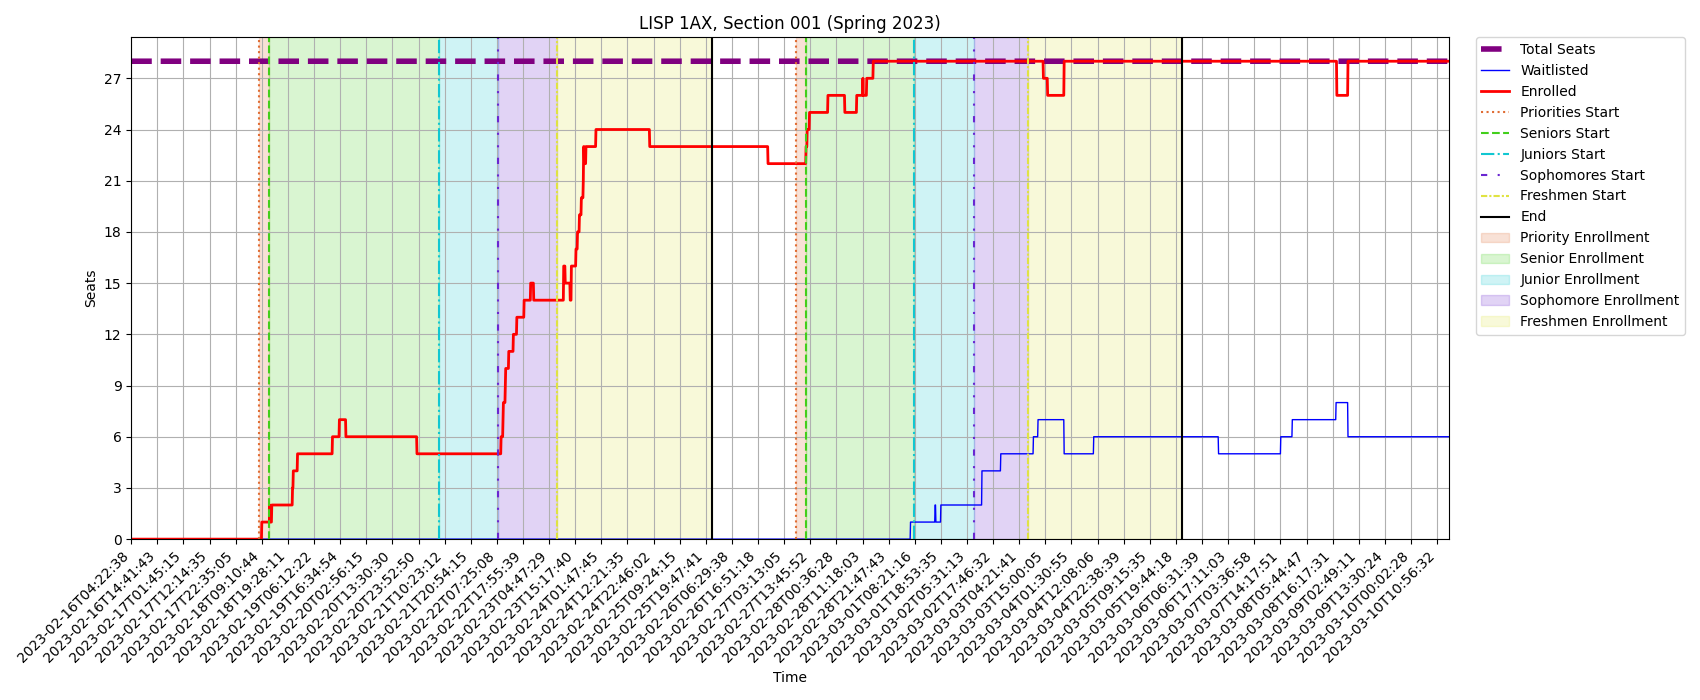 LISP 1AX, Section 001 (Spring 2023)
Total Seats
Waitlisted
Enrolled
Priorities Start
Seniors Start
Juniors Start
Sophomores Start
Freshmen Start
End
Priority Enrollment
Senior Enrollment
Junior Enrollment
Sophomore Enrollment
Freshmen Enrollment
Seats
27
24
21
18
15
12
9
6
3
0
2023-02-16T04:22:38
2023-02-16T14:41:43
2023-02-17T01:45:15
2023-02-17T12:14:35
2023-02-17T22:35:05
2023-02-18T09:10:44
2023-02-18T19:28:11
2023-02-19T06:12:22
2023-02-19T16:34:54
2023-02-20T02:56:15
2023-02-20T13:30:30
2023-02-20T23:52:50
2023-02-21T10:23:12
2023-02-21T20:54:15
2023-02-22T07:25:08
2023-02-22T17:55:39
2023-02-23T04:47:29
2023-02-23T15:17:40
2023-02-24T01:47:45
2023-02-24T12:21:35
2023-02-24T22:46:02
2023-02-25T09:24:15
2023-02-25T19:47:41
2023-02-26T06:29:38
2023-02-26T16:51:18
2023-02-27T03:13:05
2023-02-27T13:45:52
2023-02-28T00:36:28
2023-02-28T11:18:03
2023-02-28T21:47:43
2023-03-01T08:21:16
2023-03-01T18:53:35
2023-03-02T05:31:13
2023-03-02T17:46:32
2023-03-03T04:21:41
2023-03-03T15:00:05
2023-03-04T01:30:55
2023-03-04T12:08:06
2023-03-04T22:38:39
2023-03-05T09:15:35
2023-03-05T19:44:18
2023-03-06T06:31:39
2023-03-06T17:11:03
2023-03-07T03:36:58
2023-03-07T14:17:51
2023-03-08T05:44:47
2023-03-08T16:17:31
2023-03-09T02:49:11
2023-03-09T13:30:24
2023-03-10T00:02:28
2023-03-10T10:56:32
Time